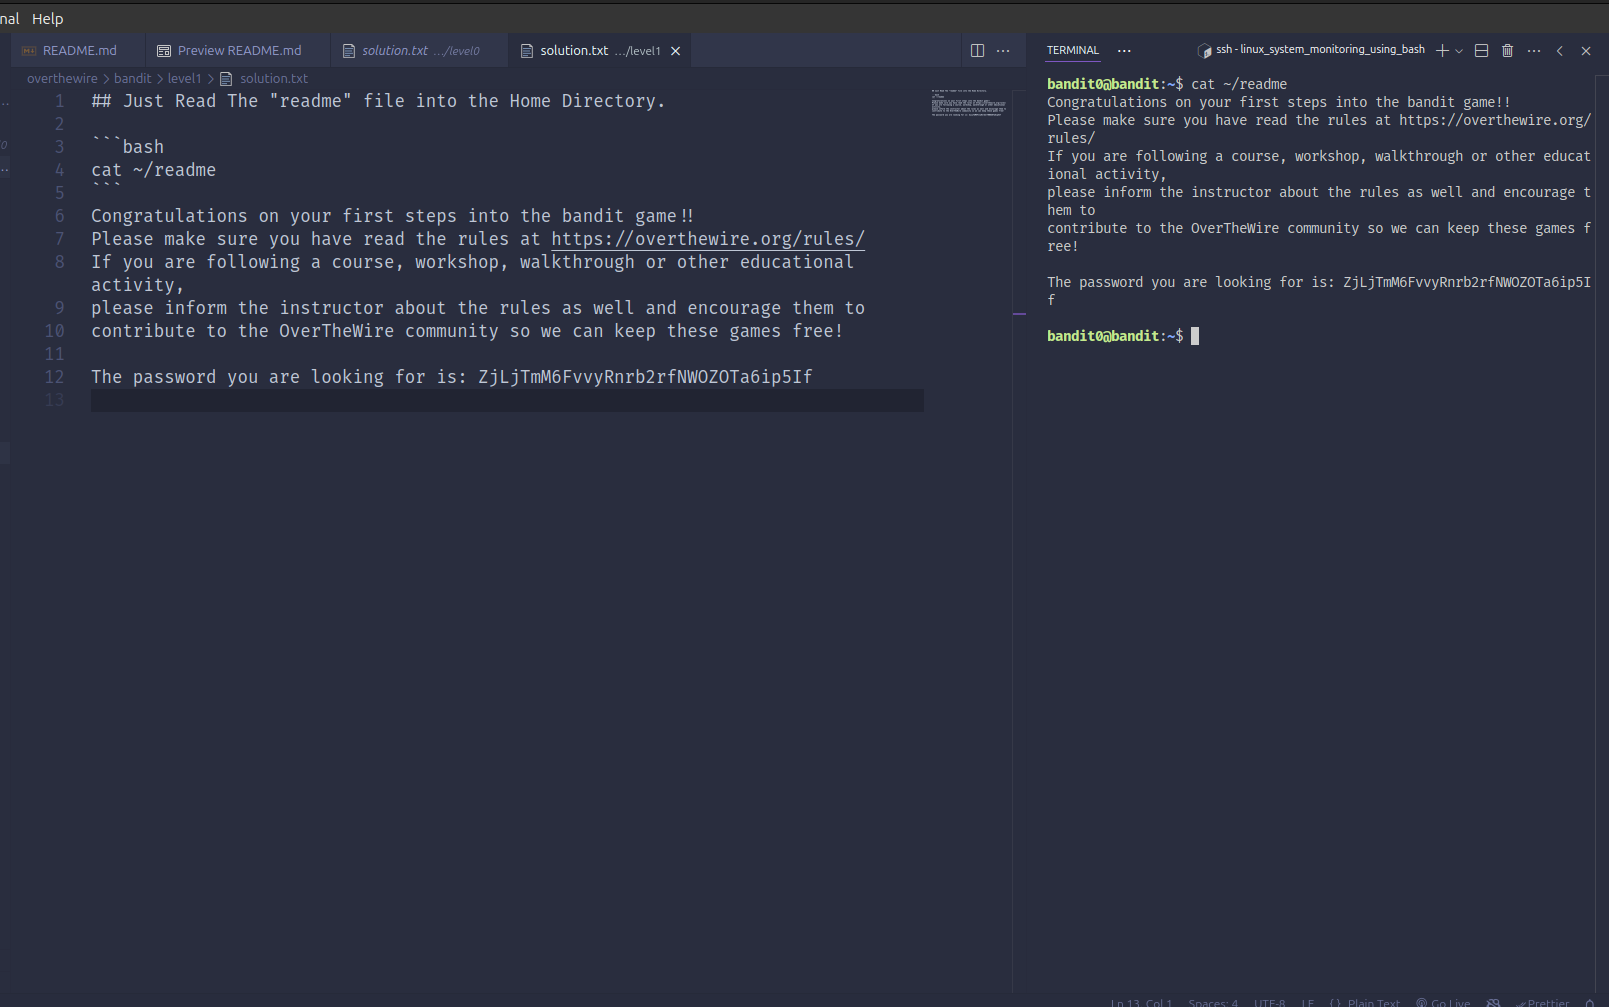 nal Help
README.md Preview README.md solution.txt .../level0 solution.txt .../level1
overthewire > bandit > level1 > solution.txt
1 ## Just Read The "readme" file into the Home Directory.
2
3 ```bash
4 cat ~/readme
5 ```
6 Congratulations on your first steps into the bandit game!!
7 Please make sure you have read the rules at https://overthewire.org/rules/
8 If you are following a course, workshop, walkthrough or other educational
activity,
9 please inform the instructor about the rules as well and encourage them to
10 contribute to the OverTheWire community so we can keep these games free!
11
12 The password you are looking for is: ZjLjTmM6FvvyRnrb2rfNWOZOTa6ip5If
13
TERMINAL ... ssh - linux_system_monitoring_using_bash
bandit0@bandit:~$ cat ~/readme
Congratulations on your first steps into the bandit game!!
Please make sure you have read the rules at https://overthewire.org/
rules/
If you are following a course, workshop, walkthrough or other educat
ional activity,
please inform the instructor about the rules as well and encourage t
hem to
contribute to the OverTheWire community so we can keep these games f
ree!
The password you are looking for is: ZjLjTmM6FvvyRnrb2rfNWOZOTa6ip5I
f
bandit0@bandit:~$
Ln 13, Col 1 Spaces: 4 UTF-8 LF {} Plain Text Go Live Prettier